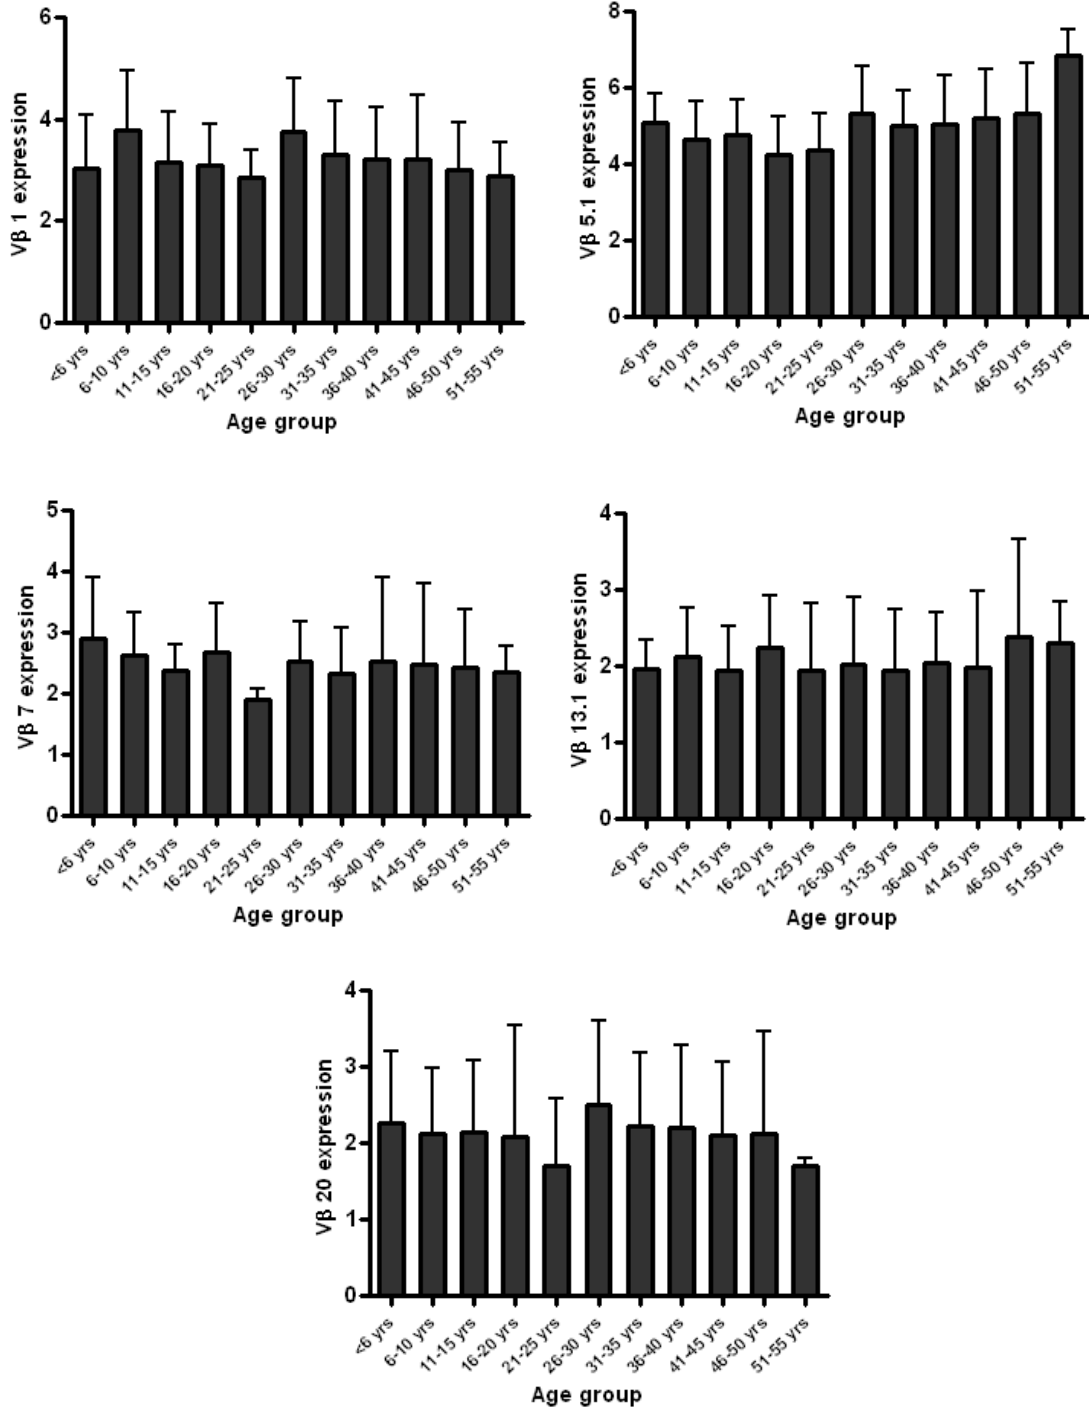 Vβ 1 expression
6
4
2
0
<6 yrs
6-10 yrs
11-15 yrs
16-20 yrs
21-25 yrs
26-30 yrs
31-35 yrs
36-40 yrs
41-45 yrs
46-50 yrs
51-55 yrs
Age group
Vβ 5.1 expression
8
6
4
2
0
<6 yrs
6-10 yrs
11-15 yrs
16-20 yrs
21-25 yrs
26-30 yrs
31-35 yrs
36-40 yrs
41-45 yrs
46-50 yrs
51-55 yrs
Age group
Vβ 7 expression
5
4
3
2
1
0
<6 yrs
6-10 yrs
11-15 yrs
16-20 yrs
21-25 yrs
26-30 yrs
31-35 yrs
36-40 yrs
41-45 yrs
46-50 yrs
51-55 yrs
Age group
Vβ 13.1 expression
4
3
2
1
0
<6 yrs
6-10 yrs
11-15 yrs
16-20 yrs
21-25 yrs
26-30 yrs
31-35 yrs
36-40 yrs
41-45 yrs
46-50 yrs
51-55 yrs
Age group
Vβ 20 expression
4
3
2
1
0
<6 yrs
6-10 yrs
11-15 yrs
16-20 yrs
21-25 yrs
26-30 yrs
31-35 yrs
36-40 yrs
41-45 yrs
46-50 yrs
51-55 yrs
Age group